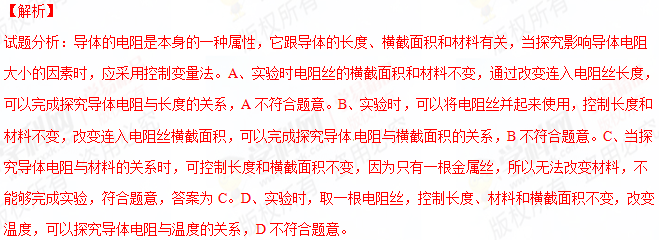 【解析】
试题分析：导体的电阻是本身的一种属性，它跟导体的长度、横截面积和材料有关，当探究影响导体电阻
大小的因素时，应采用控制变量法。A、实验时电阻丝的横截面积和材料不变，通过改变连入电阻丝长度，
可以完成探究导体电阻与长度的关系，A 不符合题意。B、实验时，可以将电阻丝并起来使用，控制长度和
材料不变，改变连入电阻丝横截面积，可以完成探究导体电阻与横截面积的关系，B 不符合题意。C、当探
究导体电阻与材料的关系时，可控制长度和横截面积不变，因为只有一根金属丝，所以无法改变材料，不
能够完成实验，符合题意，答案为 C。D、实验时，取一根电阻丝，控制长度、材料和横截面积不变，改变
温度，可以探究导体电阻与温度的关系，D 不符合题意。